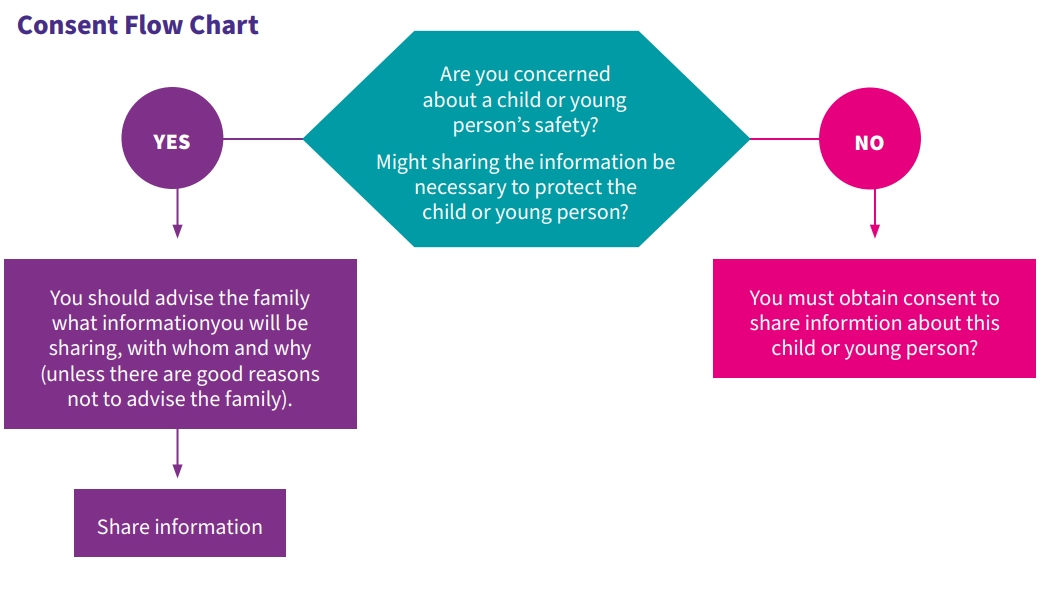 Consent Flow Chart
Are you concerned
about a child or young
person's safety?
Might sharing the information be
necessary to protect the
child or young person?
YES
NO
You should advise the family
what informationyou will be
sharing, with whom and why
(unless there are good reasons
not to advise the family).
You must obtain consent to
share informtion about this
child or young person?
Share information